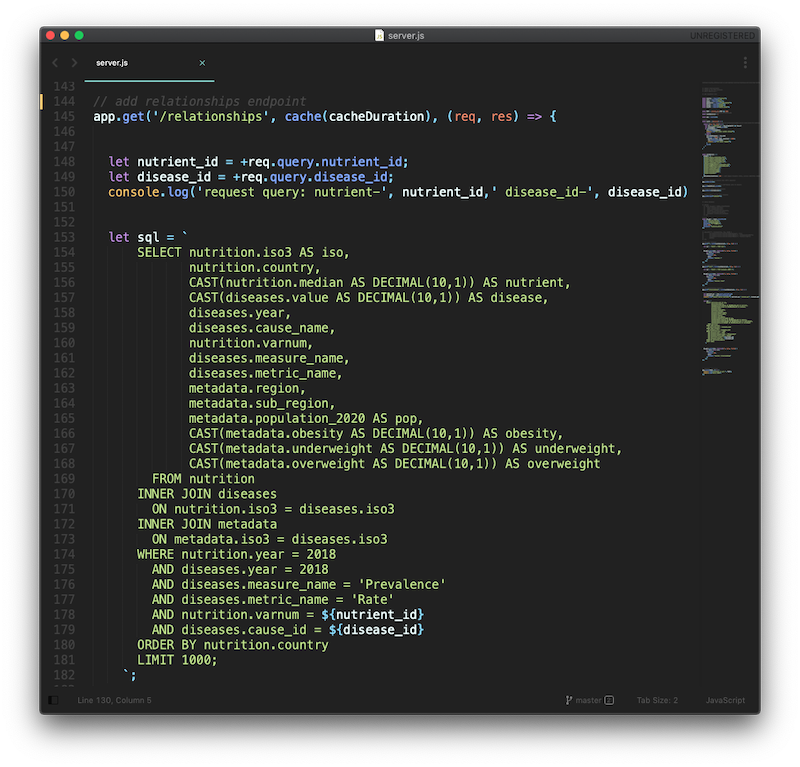 server.js
UNREGISTERED
server.js ×
143
144 // add relationships endpoint
145 app.get('/relationships', cache(cacheDuration), (req, res) => {
146
147
148 let nutrient_id = +req.query.nutrient_id;
149 let disease_id = +req.query.disease_id;
150 console.log('request query: nutrient-', nutrient_id,' disease_id-', disease_id)
151
152
153 let sql = `
154 SELECT nutrition.iso3 AS iso,
155 nutrition.country,
156 CAST(nutrition.median AS DECIMAL(10,1)) AS nutrient,
157 CAST(diseases.value AS DECIMAL(10,1)) AS disease,
158 diseases.year,
159 diseases.cause_name,
160 nutrition.varnum,
161 diseases.measure_name,
162 diseases.metric_name,
163 metadata.region,
164 metadata.sub_region,
165 metadata.population_2020 AS pop,
166 CAST(metadata.obesity AS DECIMAL(10,1)) AS obesity,
167 CAST(metadata.underweight AS DECIMAL(10,1)) AS underweight,
168 CAST(metadata.overweight AS DECIMAL(10,1)) AS overweight
169 FROM nutrition
170 INNER JOIN diseases
171 ON nutrition.iso3 = diseases.iso3
172 INNER JOIN metadata
173 ON metadata.iso3 = diseases.iso3
174 WHERE nutrition.year = 2018
175 AND diseases.year = 2018
176 AND diseases.measure_name = 'Prevalence'
177 AND diseases.metric_name = 'Rate'
178 AND nutrition.varnum = ${nutrient_id}
179 AND diseases.cause_id = ${disease_id}
180 ORDER BY nutrition.country
181 LIMIT 1000;
182 `;
Line 130, Column 5
master
Tab Size: 2
JavaScript